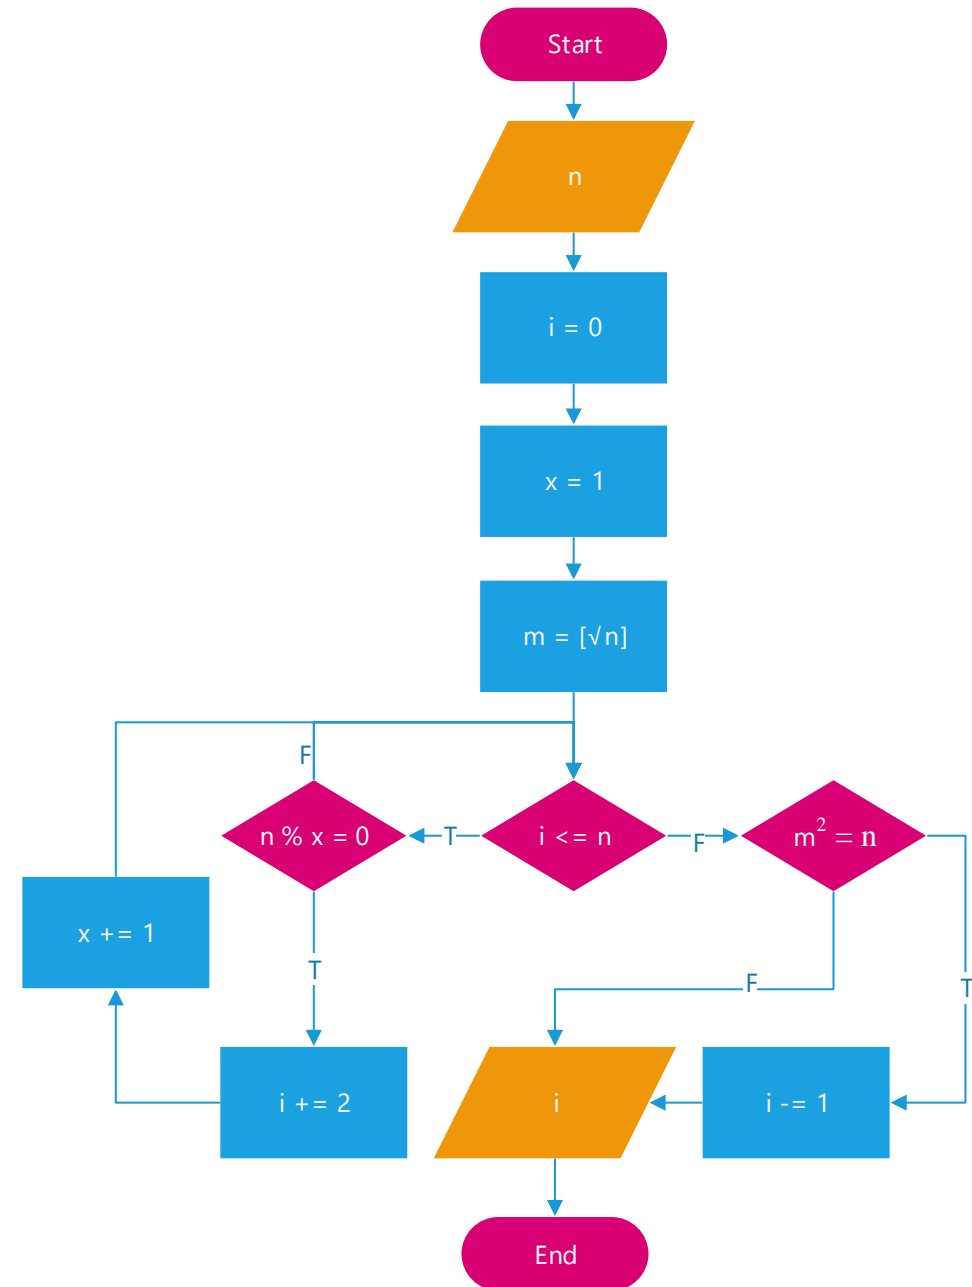 Start
n
i = 0
x = 1
m = [√n]
F
n % x = 0
T
i <= n
F
m² = n
x += 1
T
F
T
i += 2
i
i -= 1
End